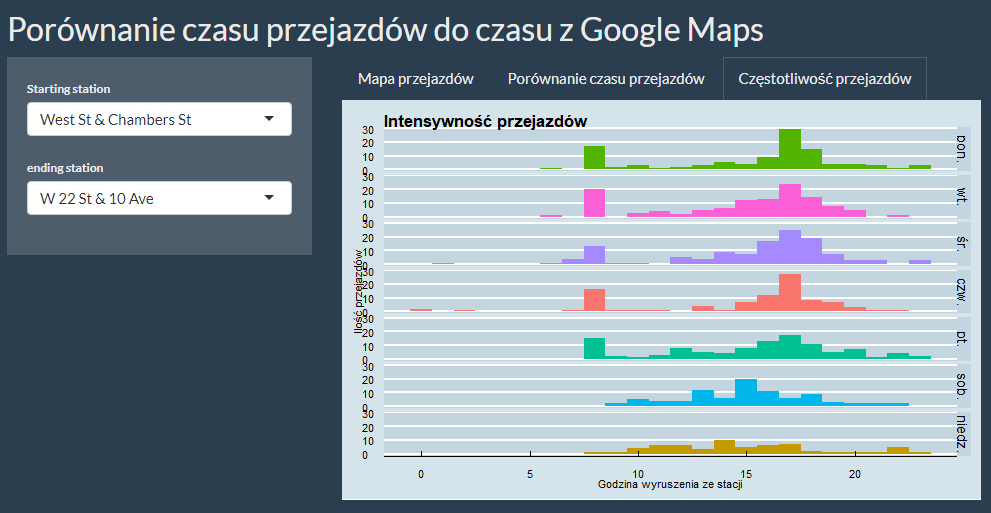 Porównanie czasu przejazdów do czasu z Google Maps
Starting station
West St & Chambers St
ending station
W 22 St & 10 Ave
Mapa przejazdów
Porównanie czasu przejazdów
Częstotliwość przejazdów
Intensywność przejazdów
Ilość przejazdów
30
20
10
0
pon.
30
20
10
0
wt.
30
20
10
0
śr.
30
20
10
0
czw.
30
20
10
0
pt.
30
20
10
0
sob.
30
20
10
0
niedz.
0 5 10 15 20
Godzina wyruszenia ze stacji